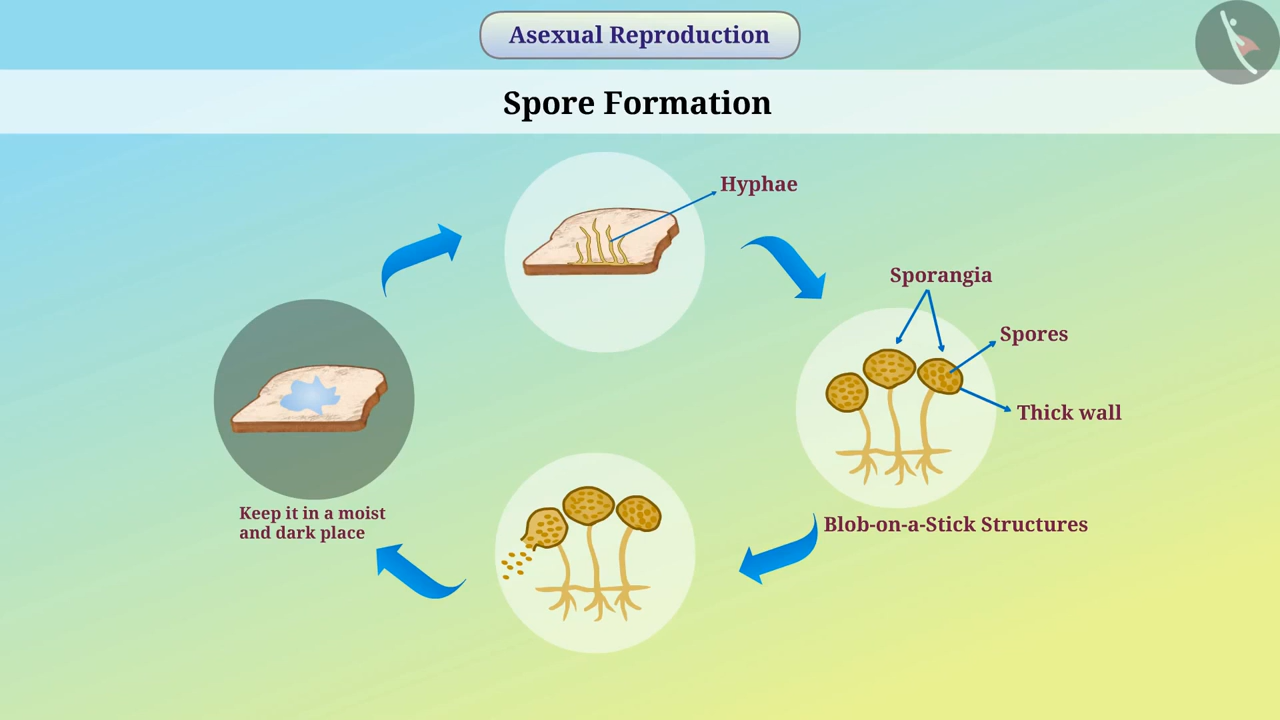 Asexual Reproduction
Spore Formation
Hyphae
Sporangia
Spores
Thick wall
Keep it in a moist
and dark place
Blob-on-a-Stick Structures